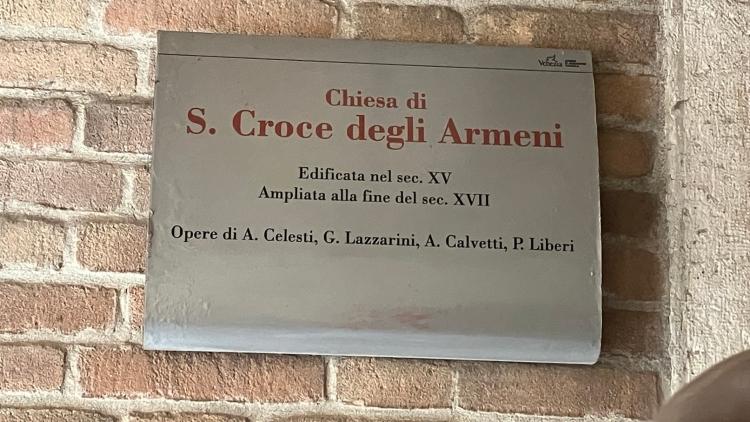 Venezia
Chiesa di
S. Croce degli Armeni
Edificata nel sec. XV
Ampliata alla fine del sec. XVII
Opere di A. Celesti, G. Lazzarini, A. Calvetti, P. Liberi